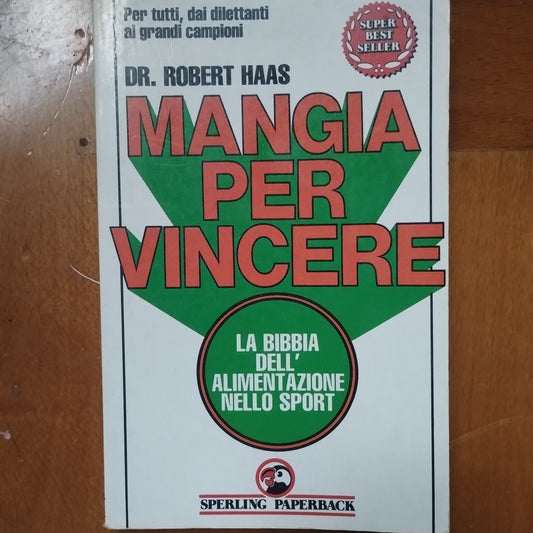 Per tutti, dai dilettanti
ai grandi campioni
SUPER
BEST
SELLER
DR. ROBERT HAAS
MANGIA
PER
VINCERE
LA BIBBIA
DELL'
ALIMENTAZIONE
NELLO SPORT
SPERLING PAPERBACK